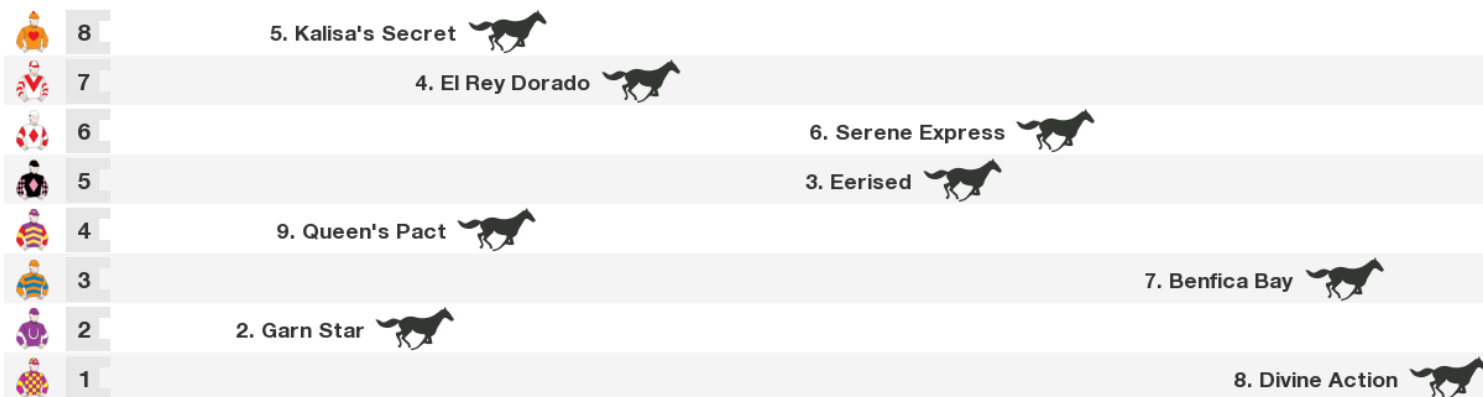 8 5. Kalisa's Secret
7 4. El Rey Dorado
6 6. Serene Express
5 3. Eerised
4 9. Queen's Pact
3 7. Benfica Bay
2 2. Garn Star
1 8. Divine Action